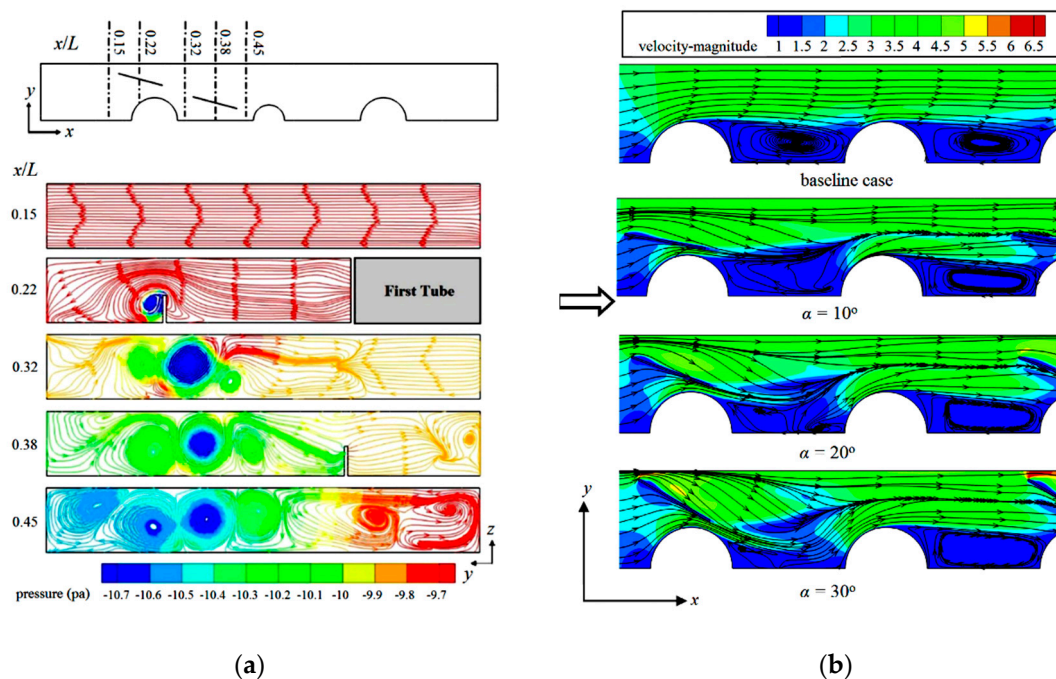 x/L
0.15
0.22
0.32
0.38
0.45
y
x
x/L
0.15
0.22
First Tube
0.32
0.38
0.45
z
y
pressure (pa)
-10.7 -10.6 -10.5 -10.4 -10.3 -10.2 -10.1 -10 -9.9 -9.8 -9.7
(a)
velocity-magnitude
1 1.5 2 2.5 3 3.5 4 4.5 5 5.5 6 6.5
baseline case
α = 10°
α = 20°
α = 30°
y
x
(b)